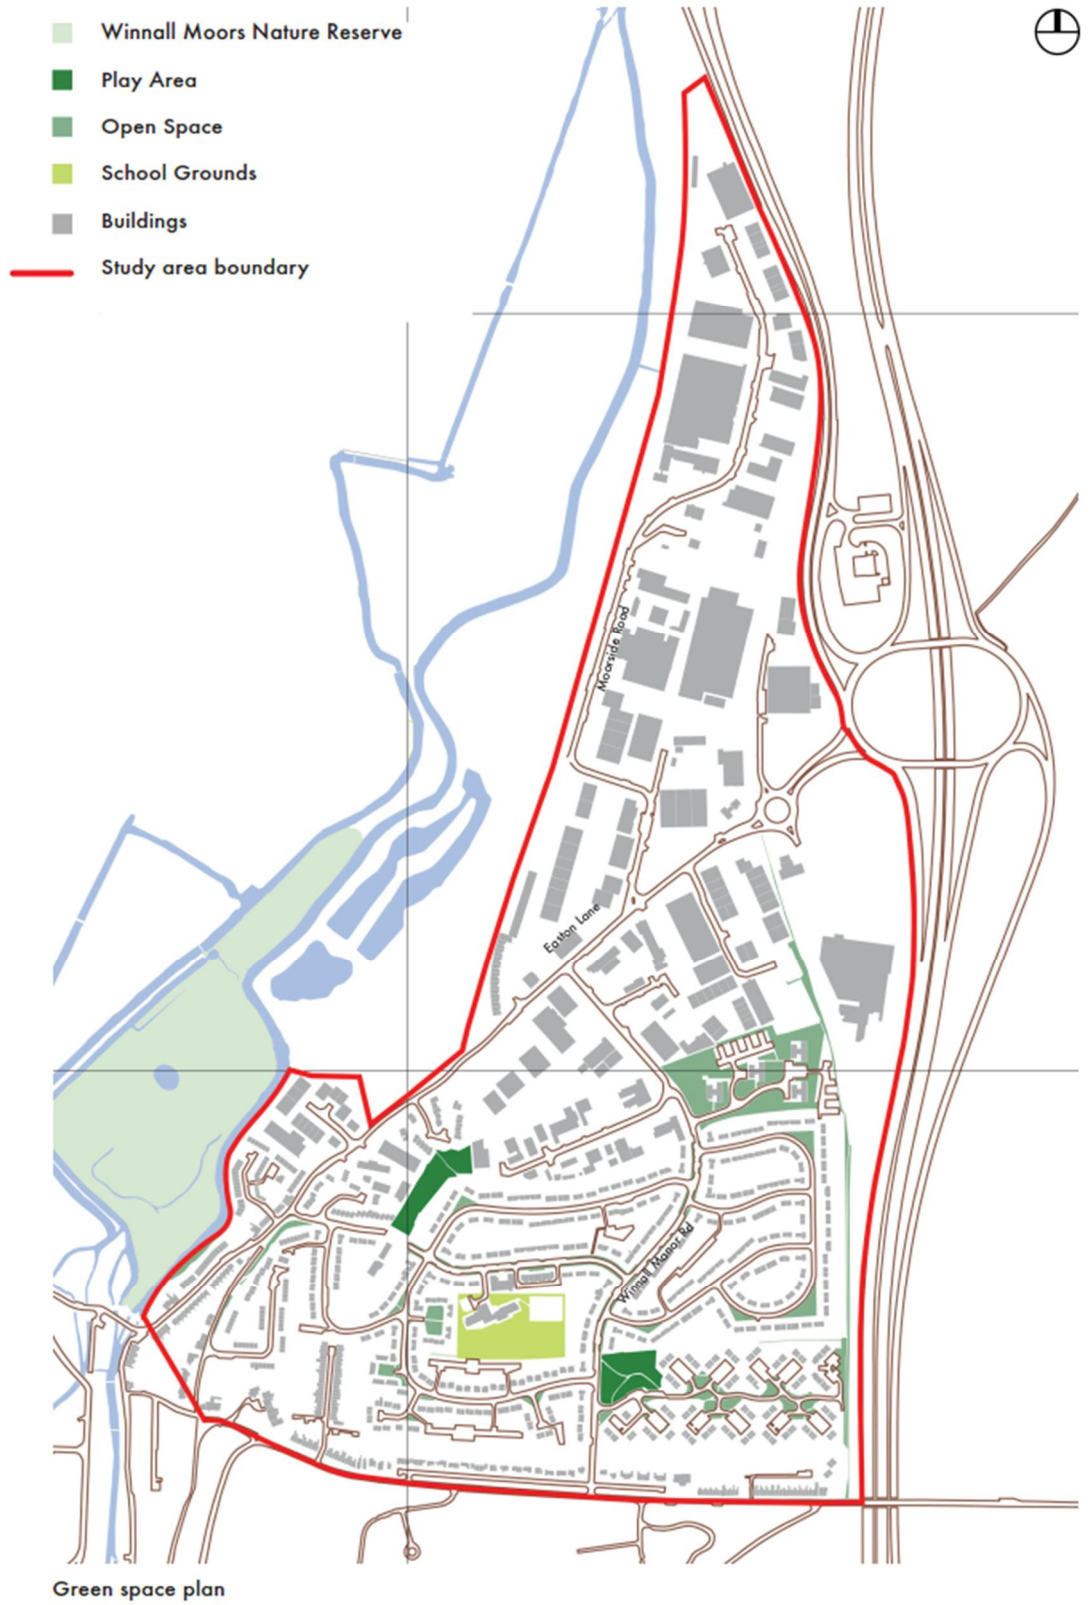 Winnall Moors Nature Reserve
Play Area
Open Space
School Grounds
Buildings
Study area boundary
Moorside Road
Easton Lane
Winnall Manor Rd
Green space plan